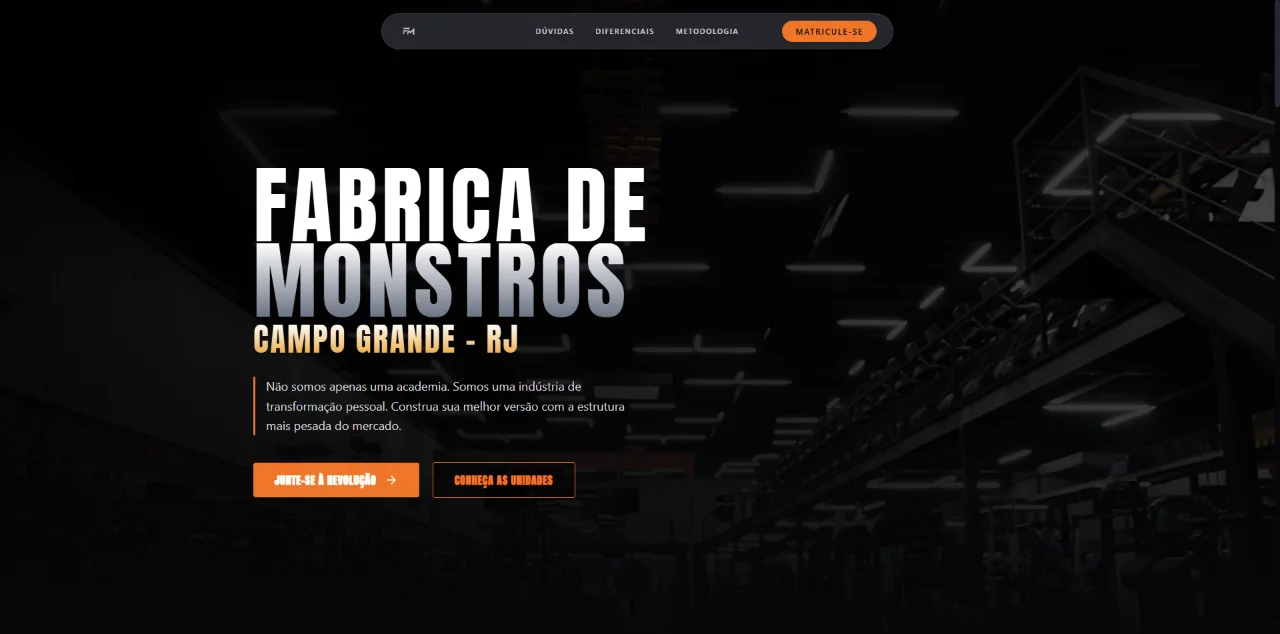 FM
DÚVIDAS
DIFERENCIAIS
METODOLOGIA
MATRICULE-SE
FABRICA DE
MONSTROS
CAMPO GRANDE - RJ
Não somos apenas uma academia. Somos uma indústria de
transformação pessoal. Construa sua melhor versão com a estrutura
mais pesada do mercado.
JUNTE-SE À REVOLUÇÃO →
CONHEÇA AS UNIDADES